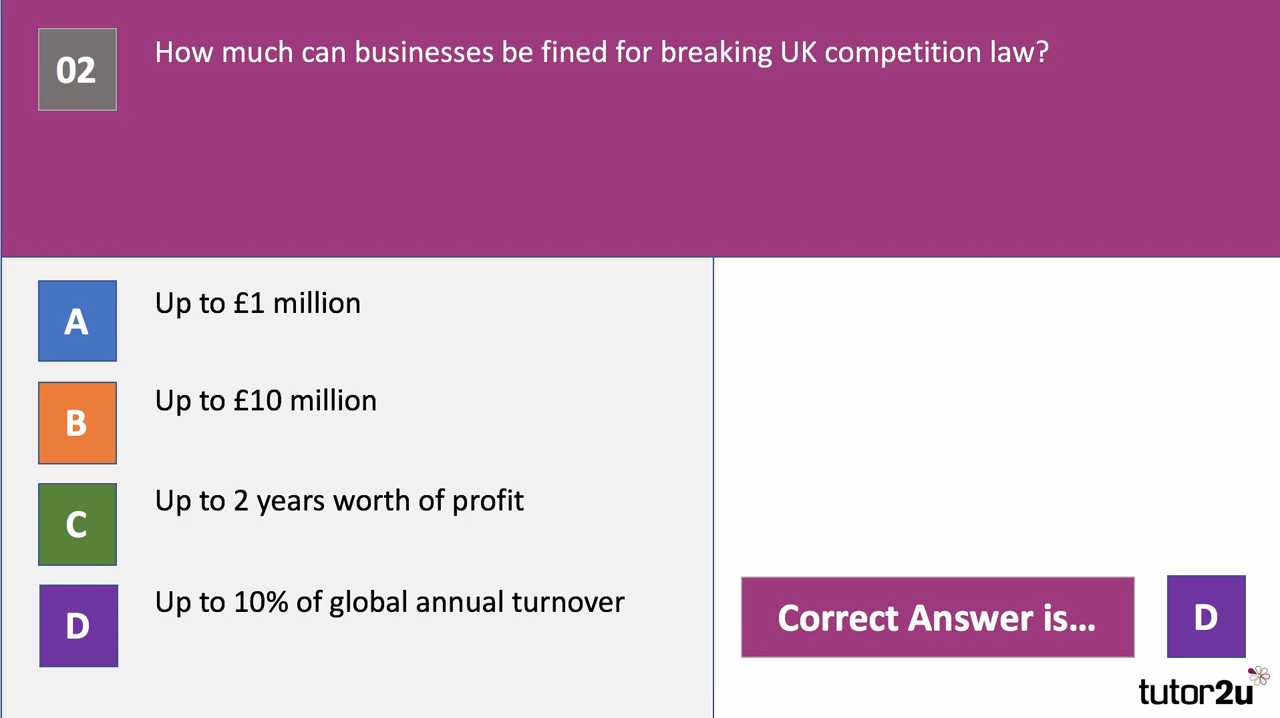 02
How much can businesses be fined for breaking UK competition law?
A
Up to £1 million
B
Up to £10 million
C
Up to 2 years worth of profit
D
Up to 10% of global annual turnover
Correct Answer is...
D
tutor2u